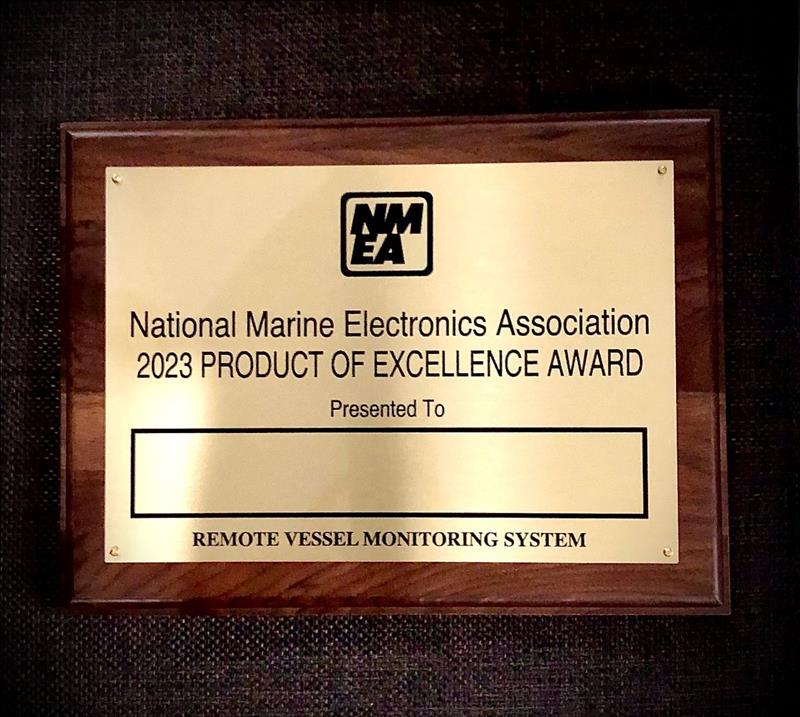 NM
EA
National Marine Electronics Association
2023 PRODUCT OF EXCELLENCE AWARD
Presented To
REMOTE VESSEL MONITORING SYSTEM